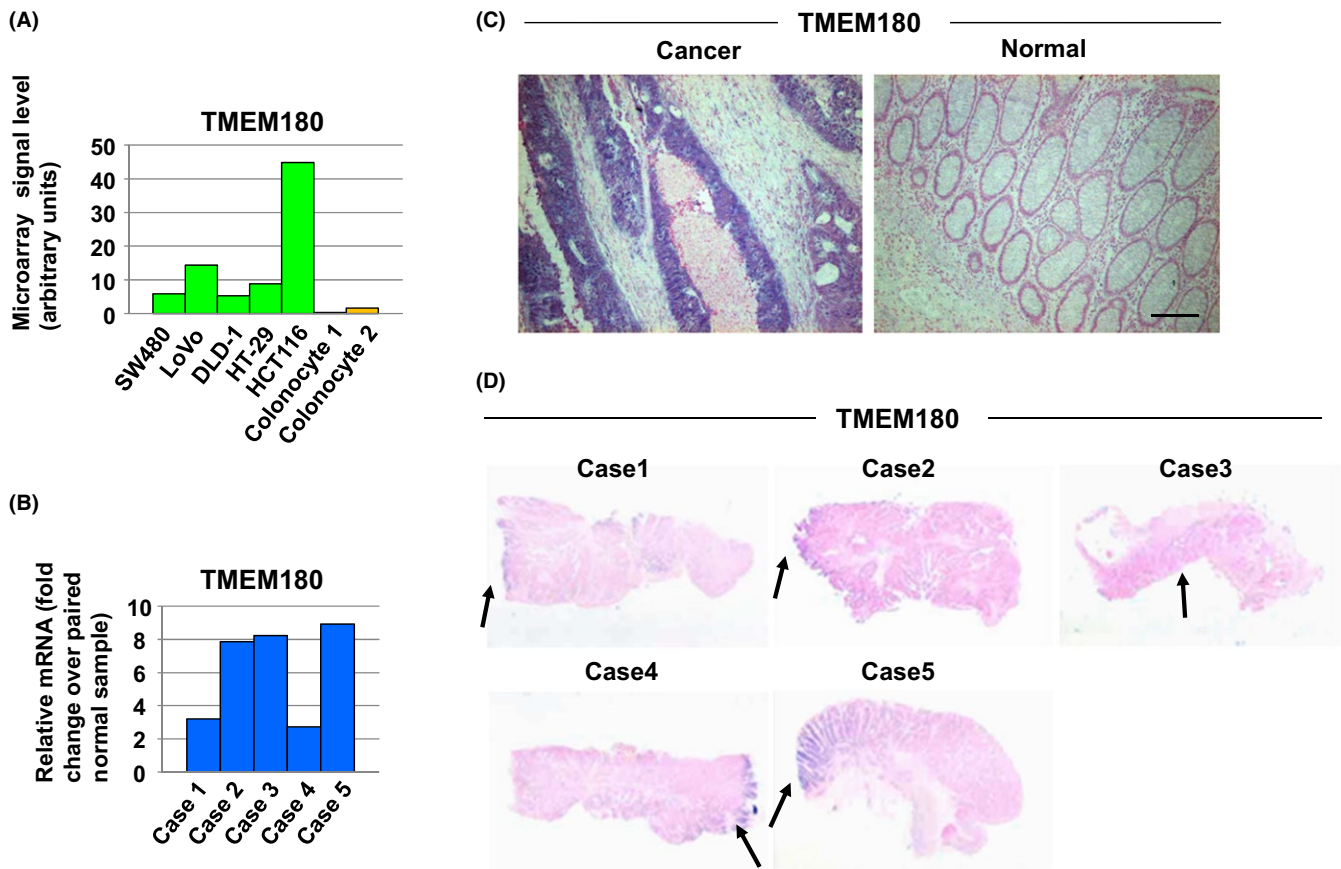 (A)
TMEM180
Microarray signal level
(arbitrary units)
50
40
30
20
10
0
SW480
LoVo
DLD-1
HT-29
HCT116
Colonocyte 1
Colonocyte 2
(B)
TMEM180
Relative mRNA (fold
change over paired
normal sample)
10
8
6
4
2
0
Case 1
Case 2
Case 3
Case 4
Case 5
(C)
TMEM180
Cancer
Normal
(D)
TMEM180
Case1
Case2
Case3
Case4
Case5